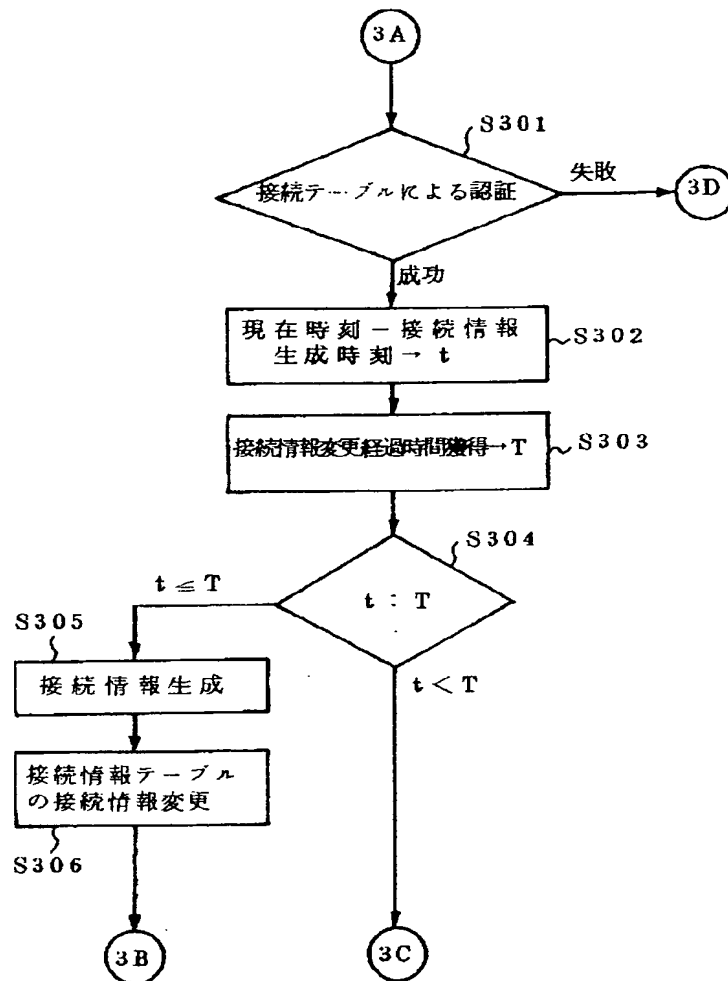 3A
S301
接続テーブルによる認証
失敗
3D
成功
現在時刻－接続情報
生成時刻→ t
S302
接続情報変更経過時間獲得→T
S303
S304
t ≦ T
t : T
S305
接続情報生成
t < T
接続情報テーブル
の接続情報変更
S306
3B
3C